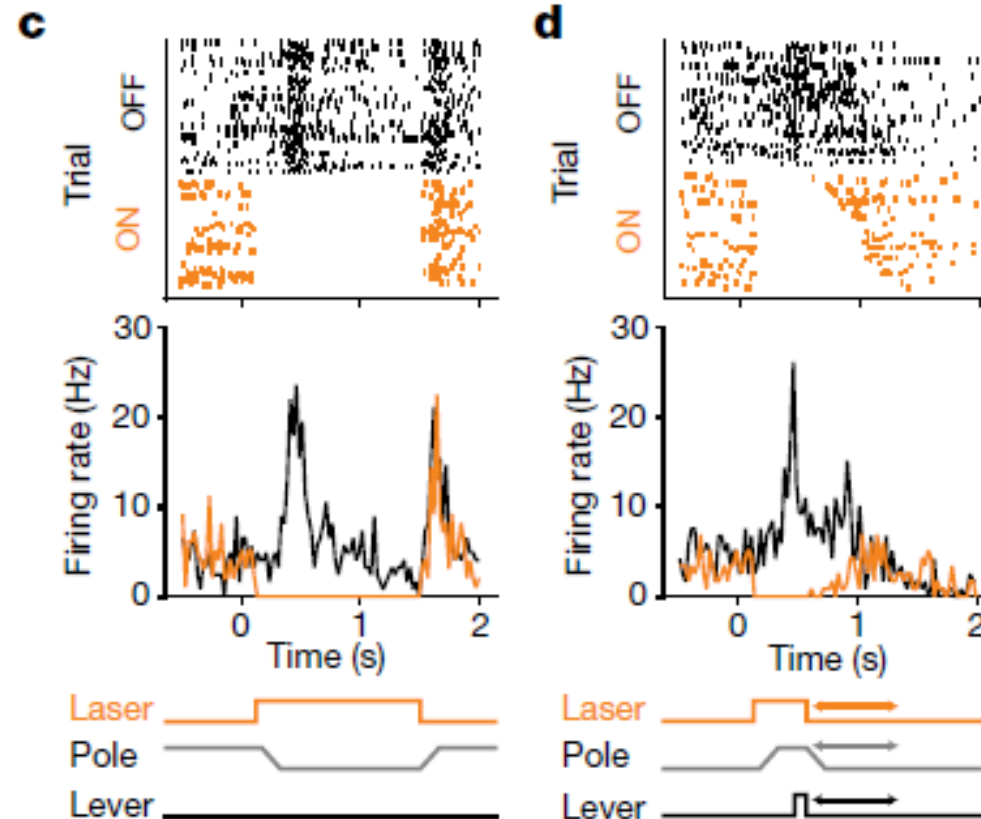 c
OFF
ON
Trial
30
20
10
0
Firing rate (Hz)
0 1 2
Time (s)
Laser
Pole
Lever
d
OFF
ON
Trial
30
20
10
0
Firing rate (Hz)
0 1 2
Time (s)
Laser
Pole
Lever